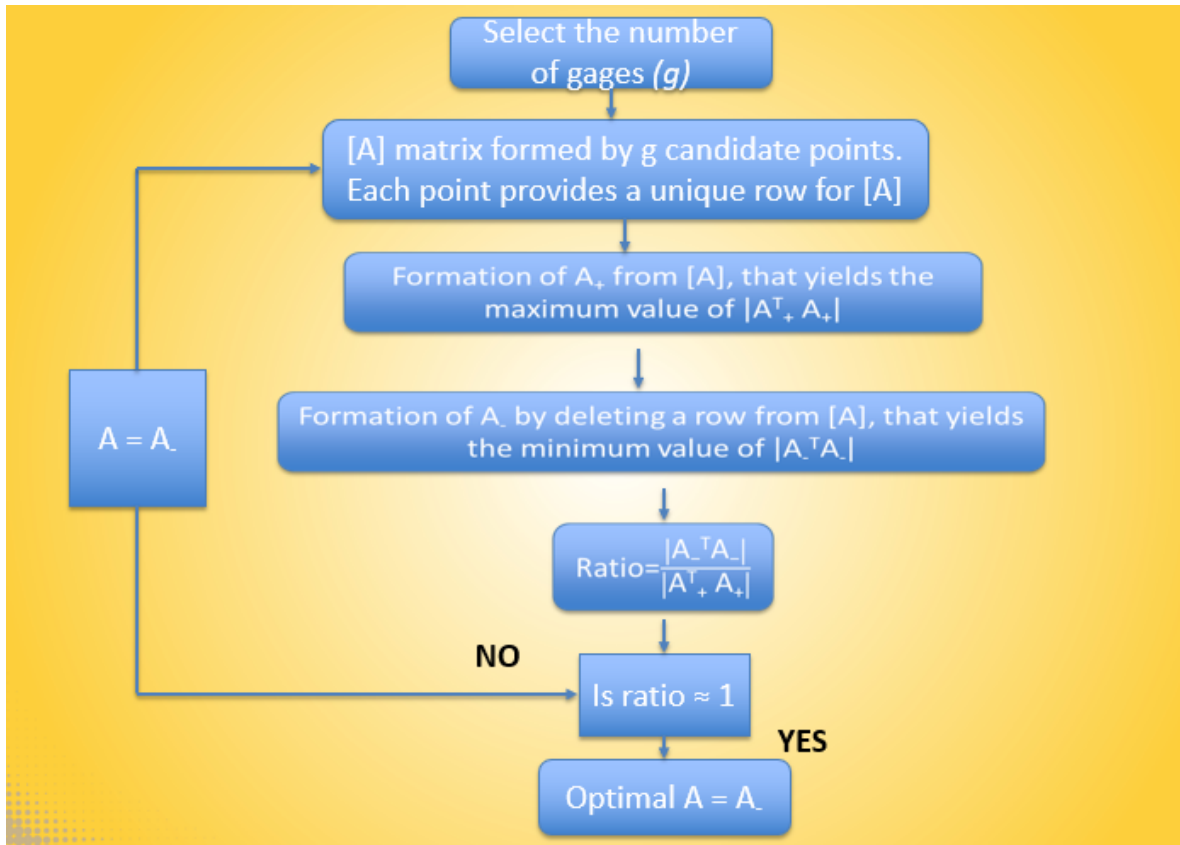 Select the number
of gages (g)
[A] matrix formed by g candidate points.
Each point provides a unique row for [A]
Formation of A₊ from [A], that yields the
maximum value of |Aᵀ₊ A₊|
Formation of A₋ by deleting a row from [A], that yields
the minimum value of |A₋ᵀA₋|
A = A₋
Ratio=|A₋ᵀA₋|/|Aᵀ₊ A₊|
NO
Is ratio ≈ 1
YES
Optimal A = A₋